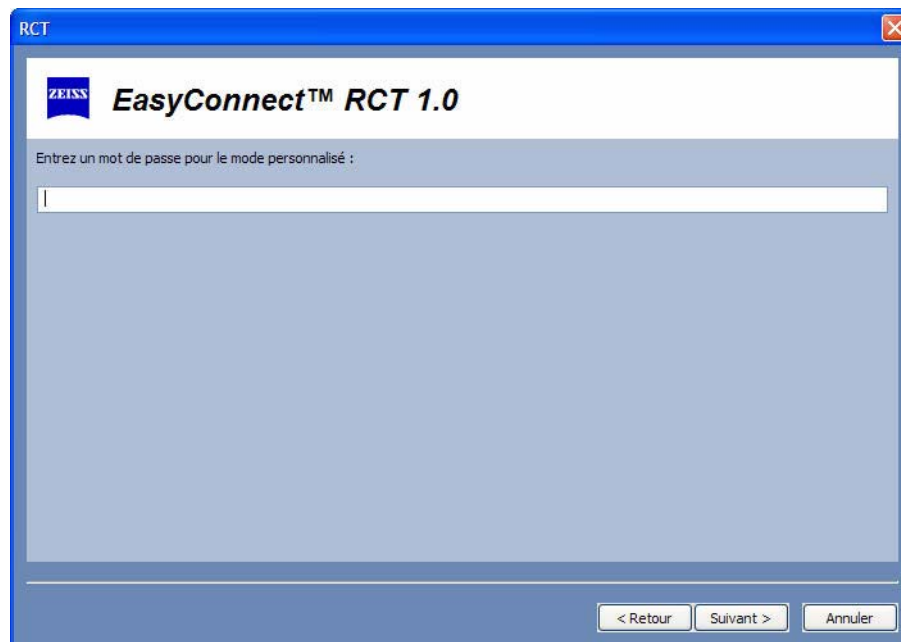 RCT
ZEISS
EasyConnect™ RCT 1.0
Entrez un mot de passe pour le mode personnalisé :
< Retour
Suivant >
Annuler